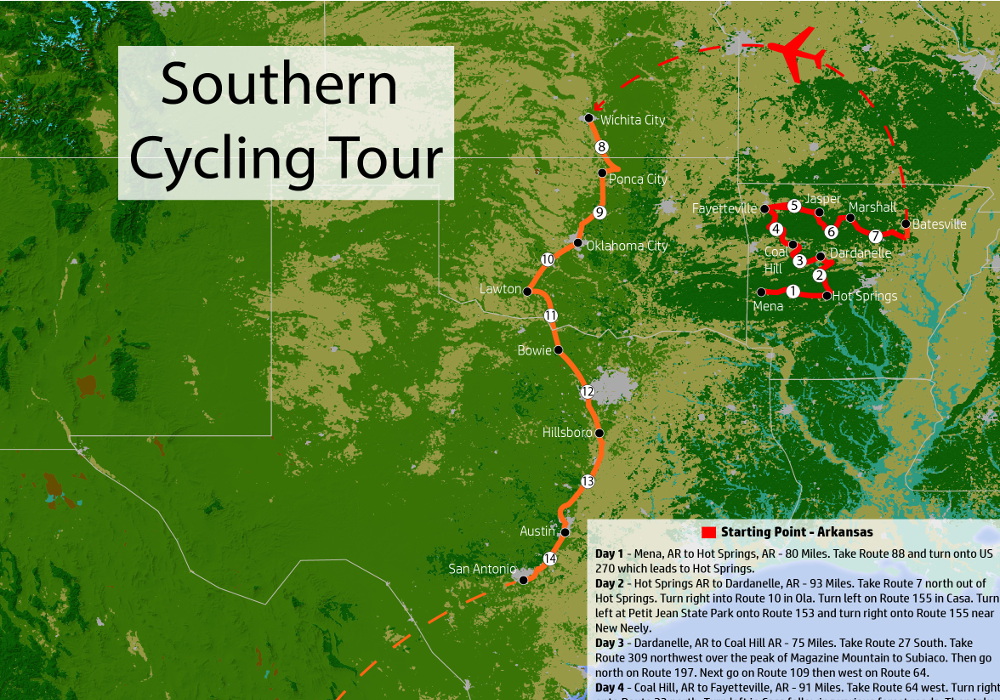 Southern
Cycling Tour
Wichita City
8
Ponca City
9
Oklahoma City
10
Lawton
11
Bowie
12
Hillsboro
13
Austin
14
San Antonio
Fayetteville
5
Jasper
Marshall
Batesville
4
6
7
Coal
Hill
3
Dardanelle
2
Mena
1
Hot Springs
Starting Point - Arkansas
Day 1 - Mena, AR to Hot Springs, AR - 80 Miles. Take Route 88 and turn onto US
270 which leads to Hot Springs.
Day 2 - Hot Springs AR to Dardanelle, AR - 93 Miles. Take Route 7 north out of
Hot Springs. Turn right into Route 10 in Ola. Turn left on Route 155 in Casa. Turn
left at Petit Jean State Park onto Route 153 and turn right onto Route 155 near
New Neely.
Day 3 - Dardanelle, AR to Coal Hill AR - 75 Miles. Take Route 27 South. Take
Route 309 northwest over the peak of Magazine Mountain to Subiaco. Then go
north on Route 197. Next go on Route 109 then west on Route 64.
Day 4 - Coal Hill, AR to Fayetteville, AR - 91 Miles. Take Route 64 west. Turn right